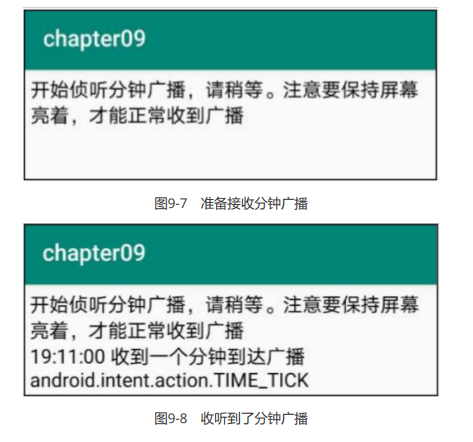 chapter09
开始侦听分钟广播，请稍等。注意要保持屏幕
亮着，才能正常收到广播
图9-7 准备接收分钟广播
chapter09
开始侦听分钟广播，请稍等。注意要保持屏幕
亮着，才能正常收到广播
19:11:00 收到一个分钟到达广播
android.intent.action.TIME_TICK
图9-8 收听到了分钟广播